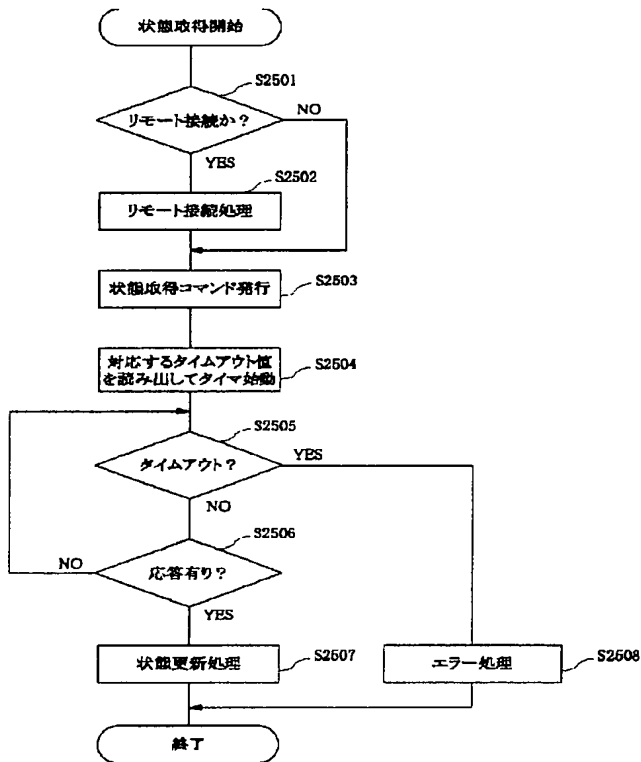 状態取得開始
S2501
リモート接続か?
NO
YES
S2502
リモート接続処理
状態取得コマンド発行
S2503
対応するタイムアウト値
を読み出してタイマ始動
S2504
S2505
タイムアウト?
YES
NO
S2506
応答有り?
NO
YES
状態更新処理
S2507
エラー処理
S2508
終了